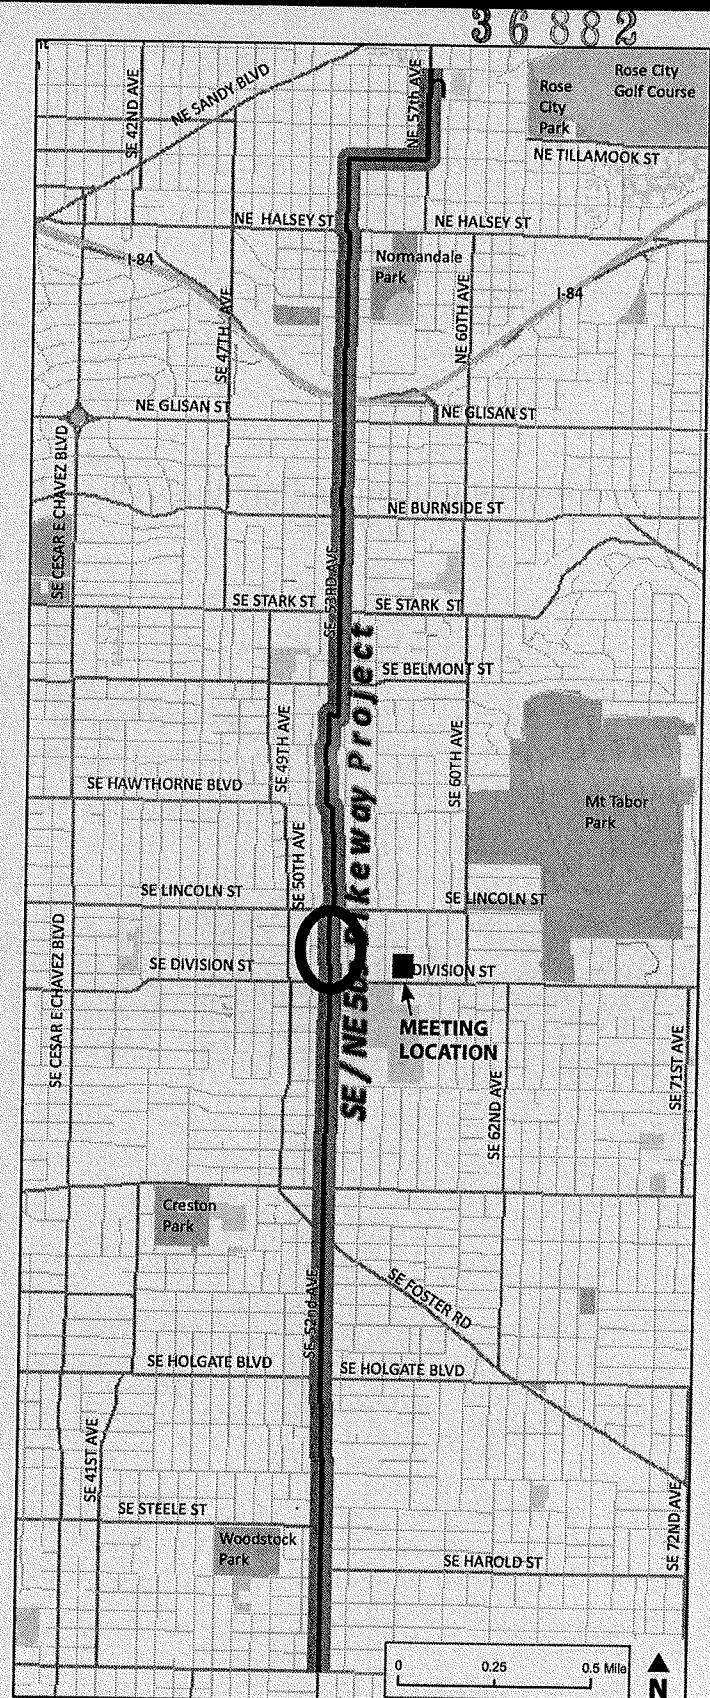 36882
SE 42ND AVE
NE SANDY BLVD
NE 57th AVE
Rose City Park
Rose City Golf Course
NE TILLAMOOK ST
NE HALSEY ST
NE HALSEY ST
I-84
Normandale Park
SE 47TH AVE
NE 60TH AVE
I-84
NE GLISAN ST
NE GLISAN ST
SE CESAR E CHAVEZ BLVD
NE BURNSIDE ST
SE 53RD AVE
SE STARK ST
SE STARK ST
SE BELMONT ST
SE 49TH AVE
SE 60TH AVE
SE HAWTHORNE BLVD
Mt Tabor Park
SE 50TH AVE
SE LINCOLN ST
SE LINCOLN ST
SE / NE 50s Bikeway Project
SE CESAR E CHAVEZ BLVD
SE DIVISION ST
DIVISION ST
MEETING
LOCATION
SE 62ND AVE
SE 71ST AVE
Creston Park
SE 52nd AVE
SE FOSTER RD
SE HOLGATE BLVD
SE HOLGATE BLVD
SE 41ST AVE
SE STEELE ST
SE 72ND AVE
Woodstock Park
SE HAROLD ST
0 0.25 0.5 Mile
N